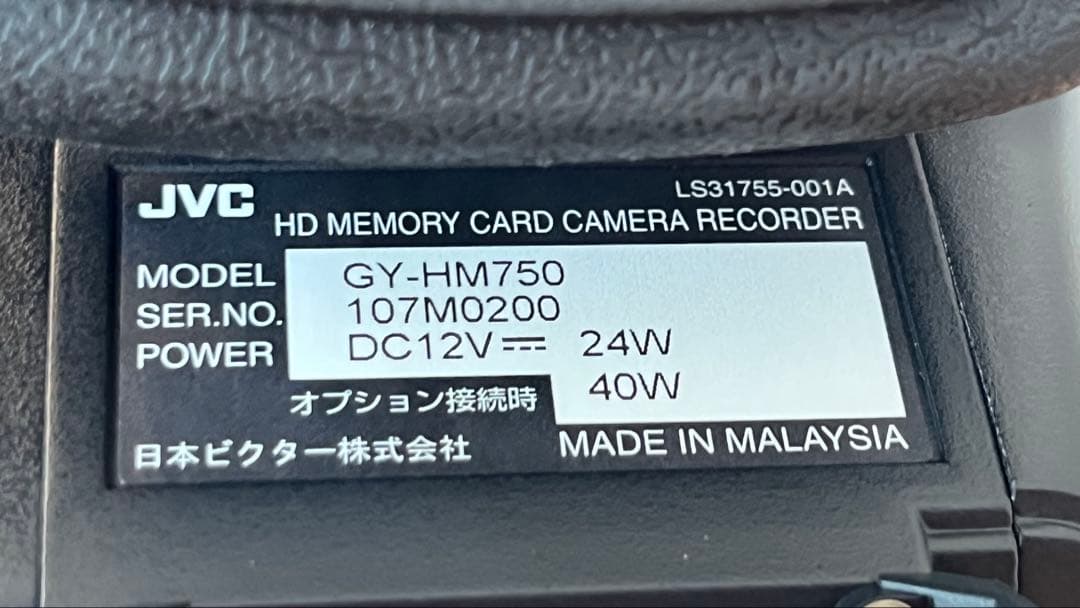 JVC LS31755-001A
HD MEMORY CARD CAMERA RECORDER
MODEL GY-HM750
SER.NO. 107M0200
POWER DC12V⎓ 24W
オプション接続時 40W
日本ビクター株式会社 MADE IN MALAYSIA